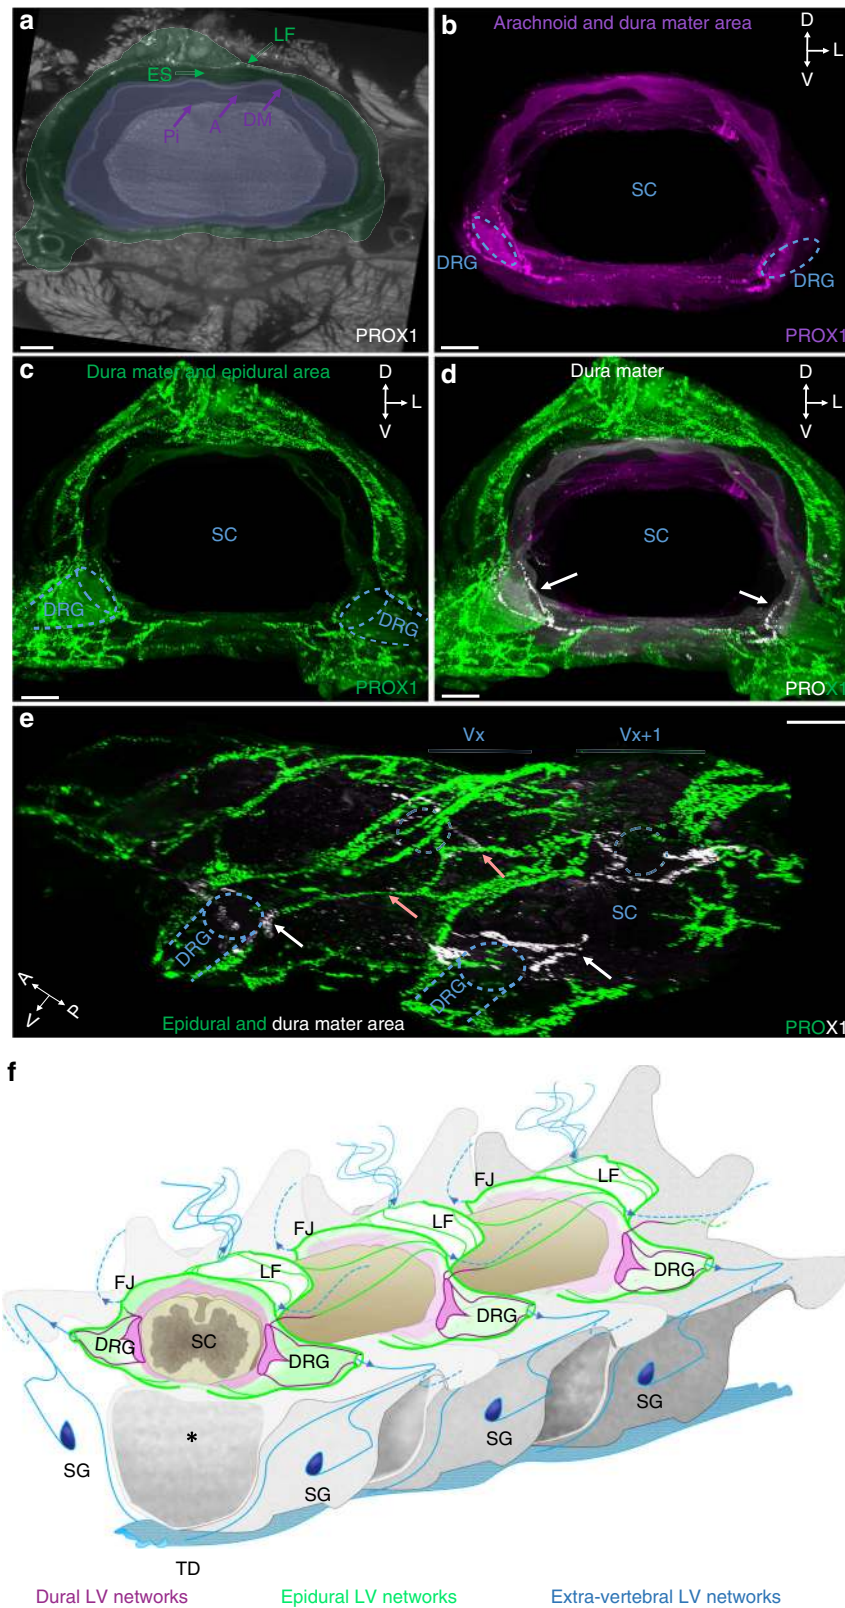 a
LF
ES
Pi
A
DM
PROX1
b
Arachnoid and dura mater area
D
L
V
SC
DRG
DRG
PROX1
c
Dura mater and epidural area
D
L
V
SC
DRG
DRG
PROX1
d
Dura mater
D
L
V
SC
PROX1
e
Vx
Vx+1
SC
DRG
DRG
A
V
P
Epidural and dura mater area
PROX1
f
FJ
LF
FJ
LF
FJ
LF
DRG
SC
DRG
DRG
DRG
*
SG
SG
SG
SG
TD
Dural LV networks
Epidural LV networks
Extra-vertebral LV networks